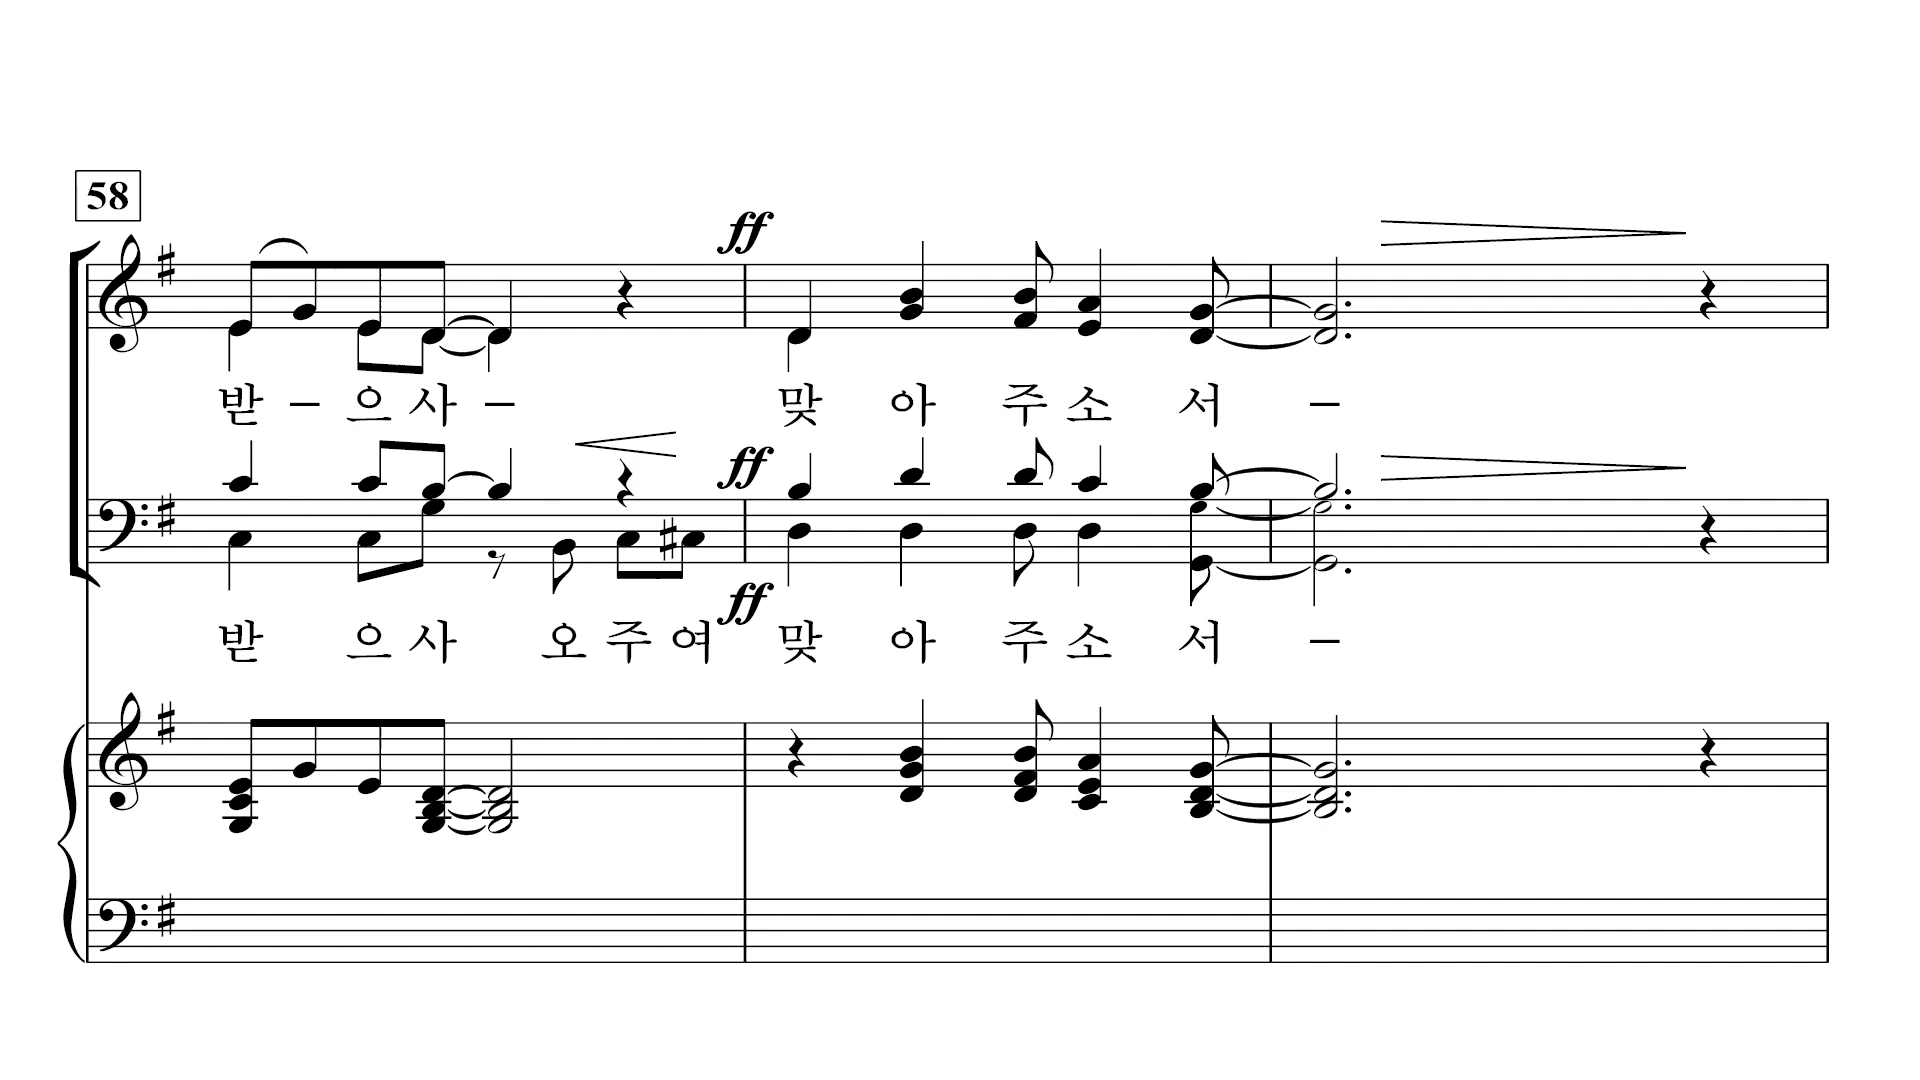 58
ff
받 – 으 사 – 맞 아 주 소 서 –
ff
ff
받 으 사 오 주 여 맞 아 주 소 서 –